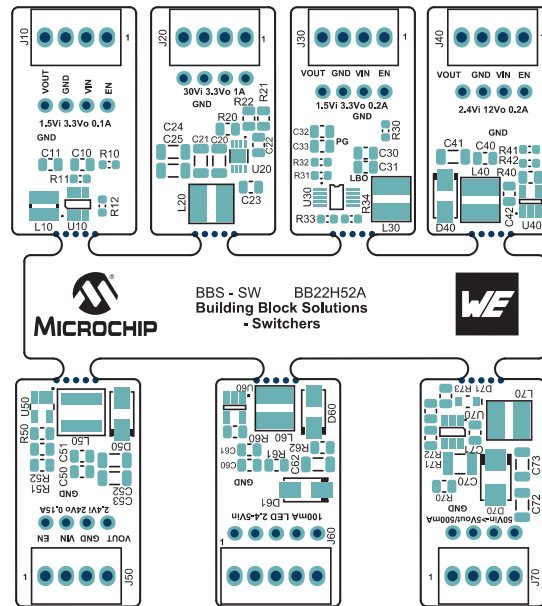 J10
1
VOUT GND VIN EN
1.5Vi 3.3Vo 0.1A
GND
C11 C10 R10
R11
R12
L10 U10
J20
1
30Vi 3.3Vo 1A
GND
R22 R21
R20
C24
C25 C21 C20 C22
U20
L20
C23
J30
1
VOUT GND VIN EN
1.5Vi 3.3Vo 0.2A
GND
C32 R30
C33 PG
R32 C30
R31 LBO C31
U30
R34
R33 L30
J40
1
VOUT GND VIN EN
2.4Vi 12Vo 0.2A
GND
C41 C40 R41
R42
L40 R40
C42
D40 U40
MICROCHIP
BBS - SW BB22H52A
Building Block Solutions
- Switchers
WE
U50
R50
L50 D50
R52 C51
R51 C50 C52
C53
GND
2.4Vi 24Vo 0.15A
EN VIN GND VOUT
1
J50
U60
L60 D60
R60 R62
C61 R61
C60 C62
GND
D61
100mA LED 2.4-5Vin
1
J60
R73 D71
L70
U70
R72 C71
R71 C70 C73
D70
R70 C72
GND
50Vin>5Vout/500mA
1
J70